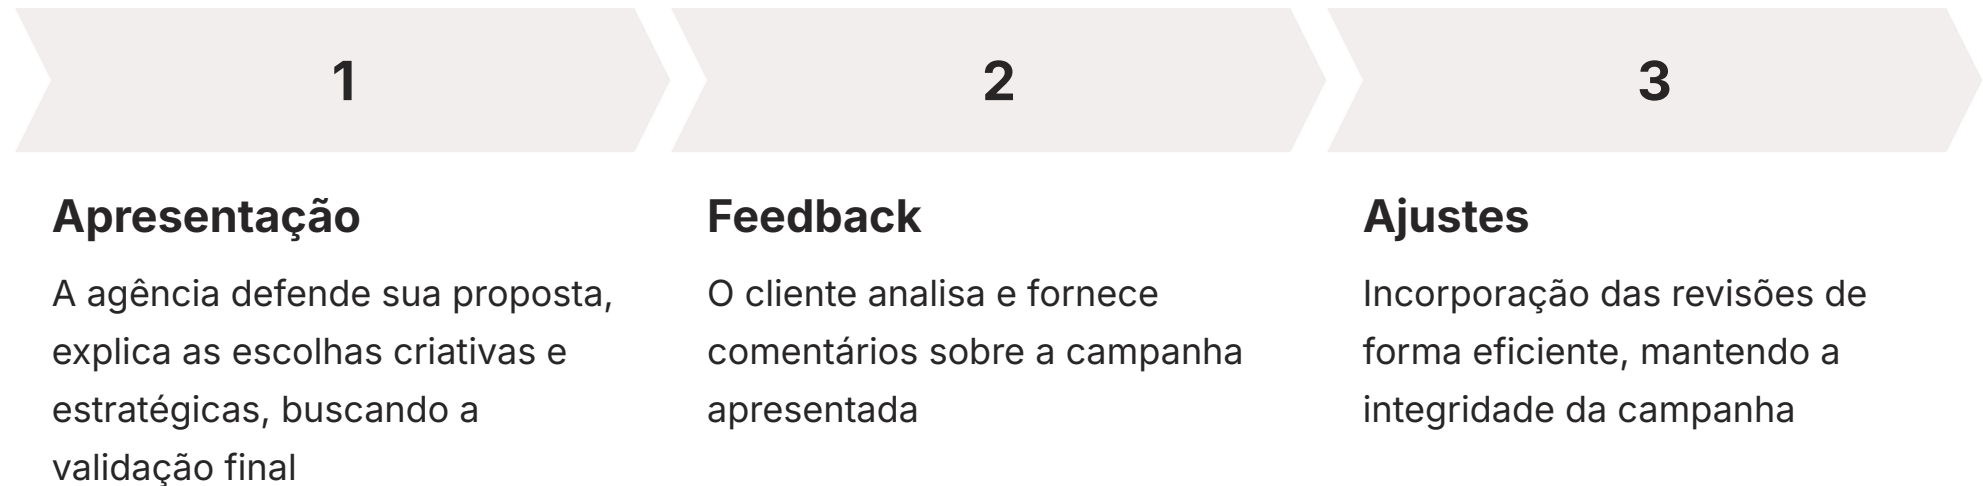 1
2
3
Apresentação
A agência defende sua proposta,
explica as escolhas criativas e
estratégicas, buscando a
validação final
Feedback
O cliente analisa e fornece
comentários sobre a campanha
apresentada
Ajustes
Incorporação das revisões de
forma eficiente, mantendo a
integridade da campanha